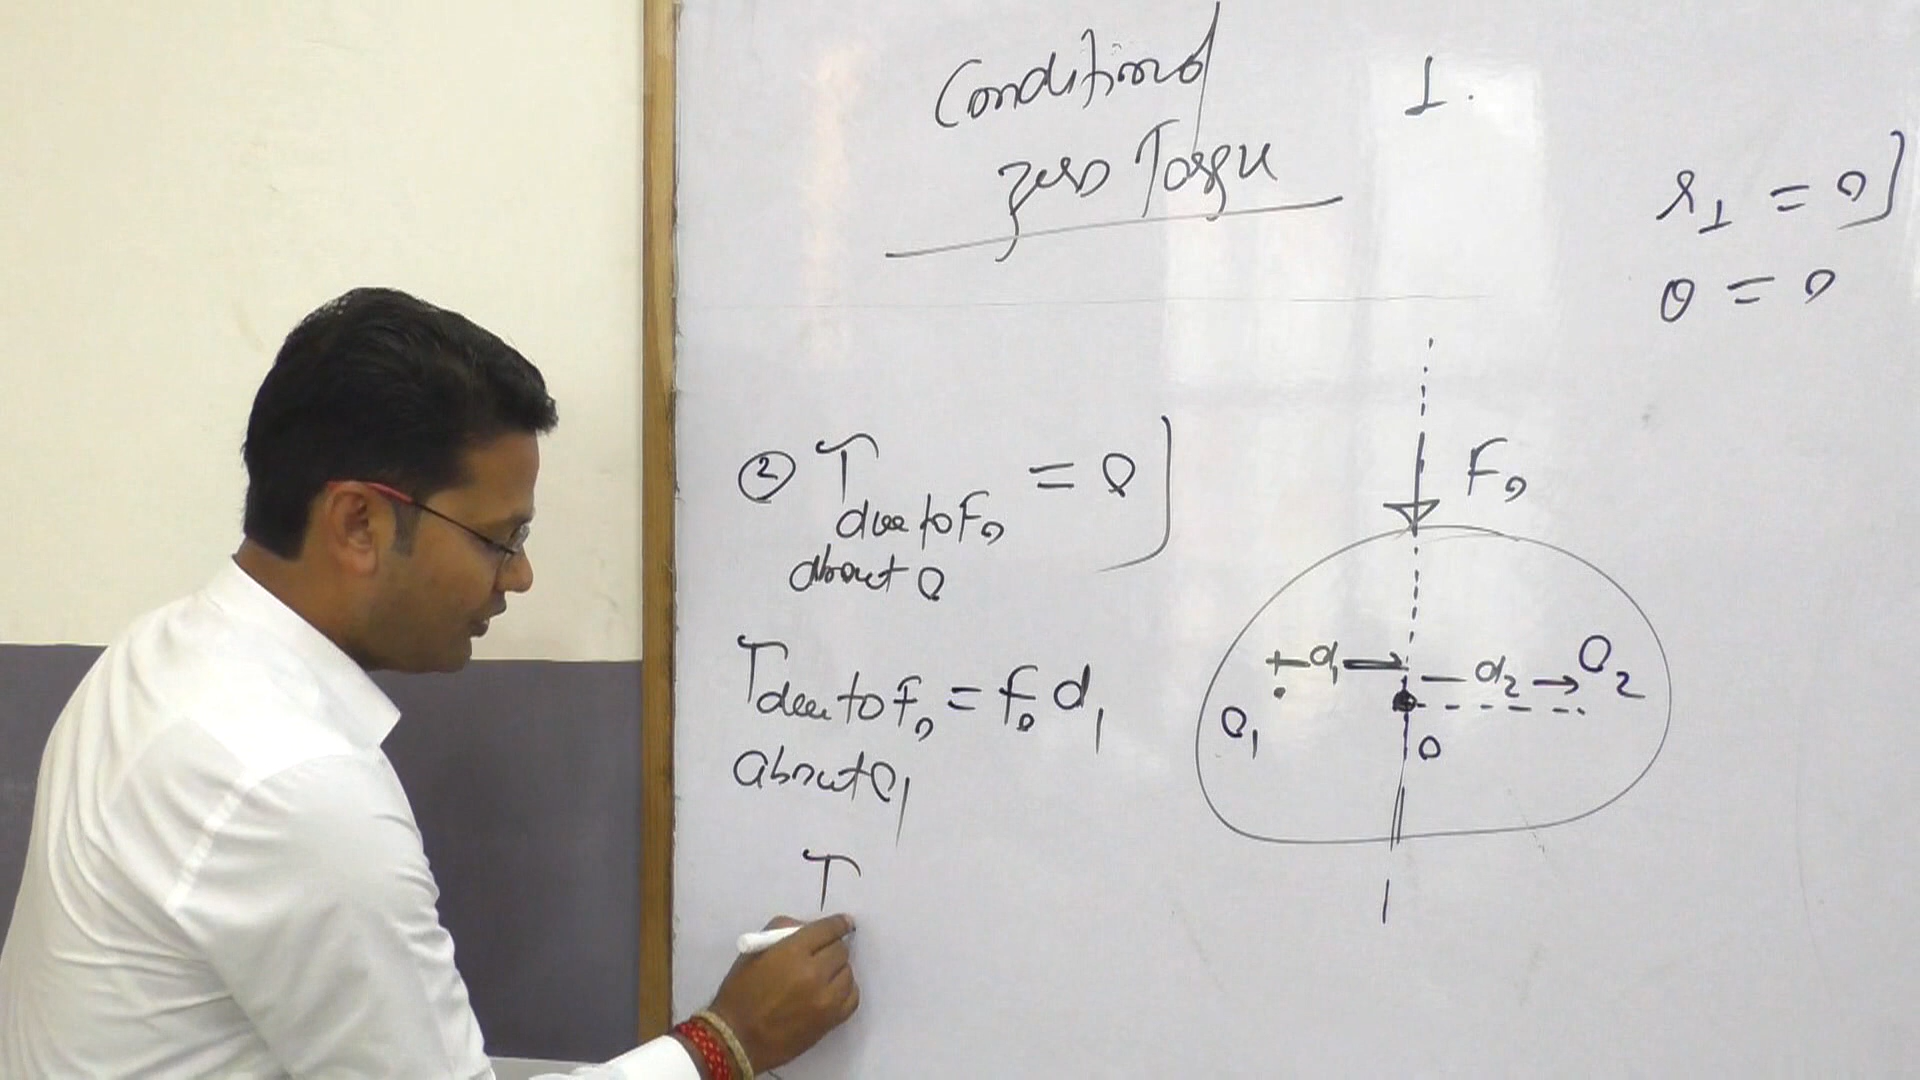 Condition of
zero Torque
1.
r⊥ = 0]
θ = 0
② τ due to F₀ = 0]
about O
τ due to F₀ = F₀ d₁
about O₁
τ
F₀
d₁
d₂
O₂
O₁
O